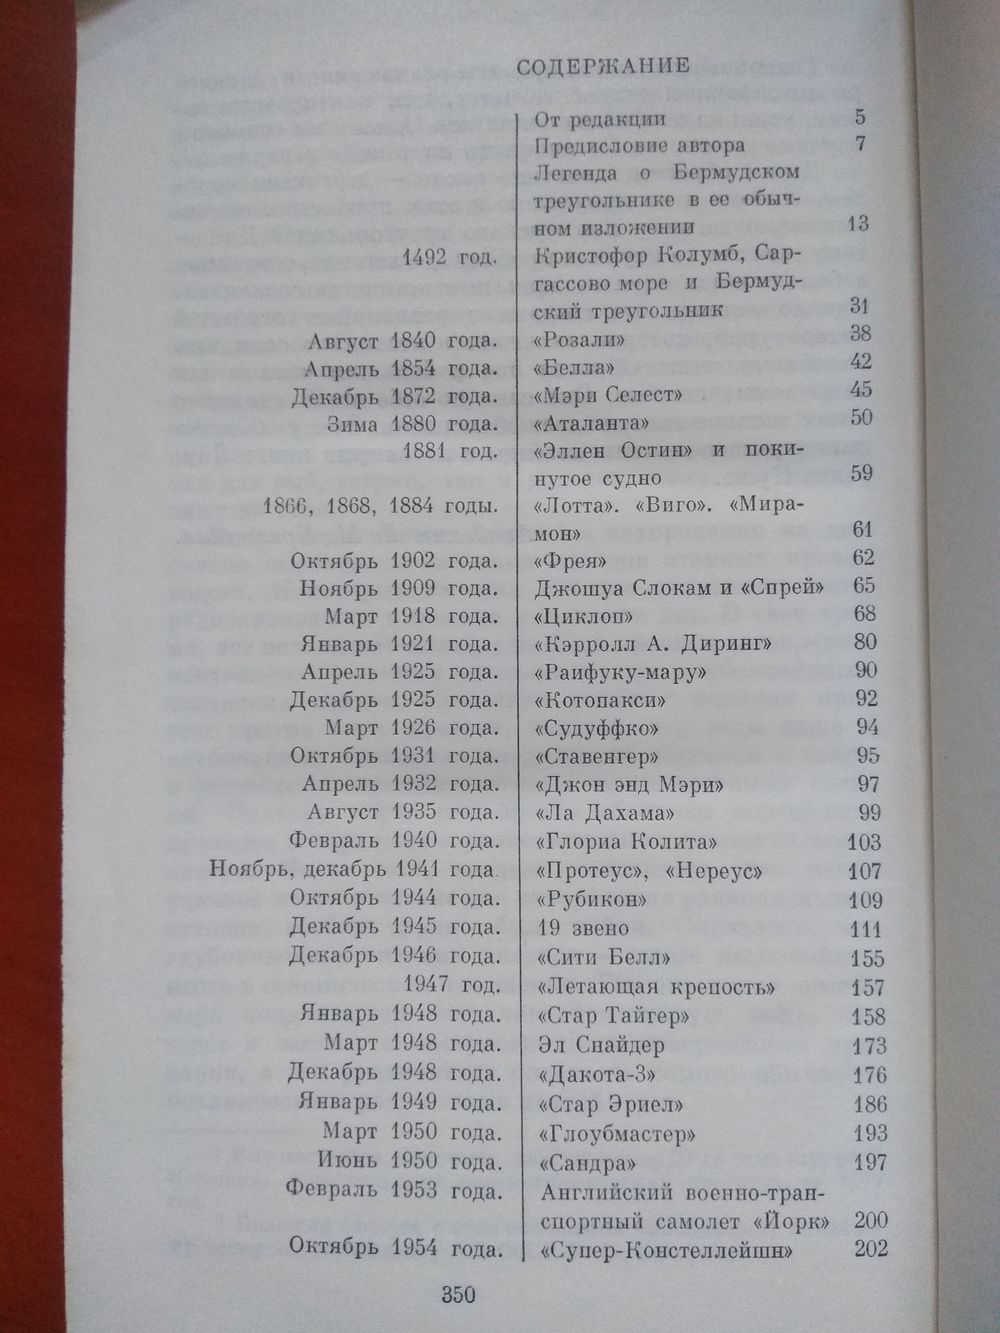 СОДЕРЖАНИЕ
От редакции 5
Предисловие автора 7
Легенда о Бермудском
треугольнике в ее обыч-
ном изложении 13
1492 год. Кристофор Колумб, Сар-
гассово море и Бермуд-
ский треугольник 31
Август 1840 года. «Розали» 38
Апрель 1854 года. «Белла» 42
Декабрь 1872 года. «Мэри Селест» 45
Зима 1880 года. «Аталанта» 50
1881 год. «Эллен Остин» и поки-
нутое судно 59
1866, 1868, 1884 годы. «Лотта». «Виго». «Мира-
мон» 61
Октябрь 1902 года. «Фрея» 62
Ноябрь 1909 года. Джошуа Слокам и «Спрей» 65
Март 1918 года. «Циклоп» 68
Январь 1921 года. «Кэрролл А. Диринг» 80
Апрель 1925 года. «Раифуку-мару» 90
Декабрь 1925 года. «Котопакси» 92
Март 1926 года. «Судуффко» 94
Октябрь 1931 года. «Ставенгер» 95
Апрель 1932 года. «Джон энд Мэри» 97
Август 1935 года. «Ла Дахама» 99
Февраль 1940 года. «Глориа Колита» 103
Ноябрь, декабрь 1941 года. «Протеус», «Нереус» 107
Октябрь 1944 года. «Рубикон» 109
Декабрь 1945 года. 19 звено 111
Декабрь 1946 года. «Сити Белл» 155
1947 год. «Летающая крепость» 157
Январь 1948 года. «Стар Тайгер» 158
Март 1948 года. Эл Снайдер 173
Декабрь 1948 года. «Дакота-3» 176
Январь 1949 года. «Стар Эриел» 186
Март 1950 года. «Глоубмастер» 193
Июнь 1950 года. «Сандра» 197
Февраль 1953 года. Английский военно-тран-
спортный самолет «Йорк» 200
Октябрь 1954 года. «Супер-Констеллейшн» 202
350